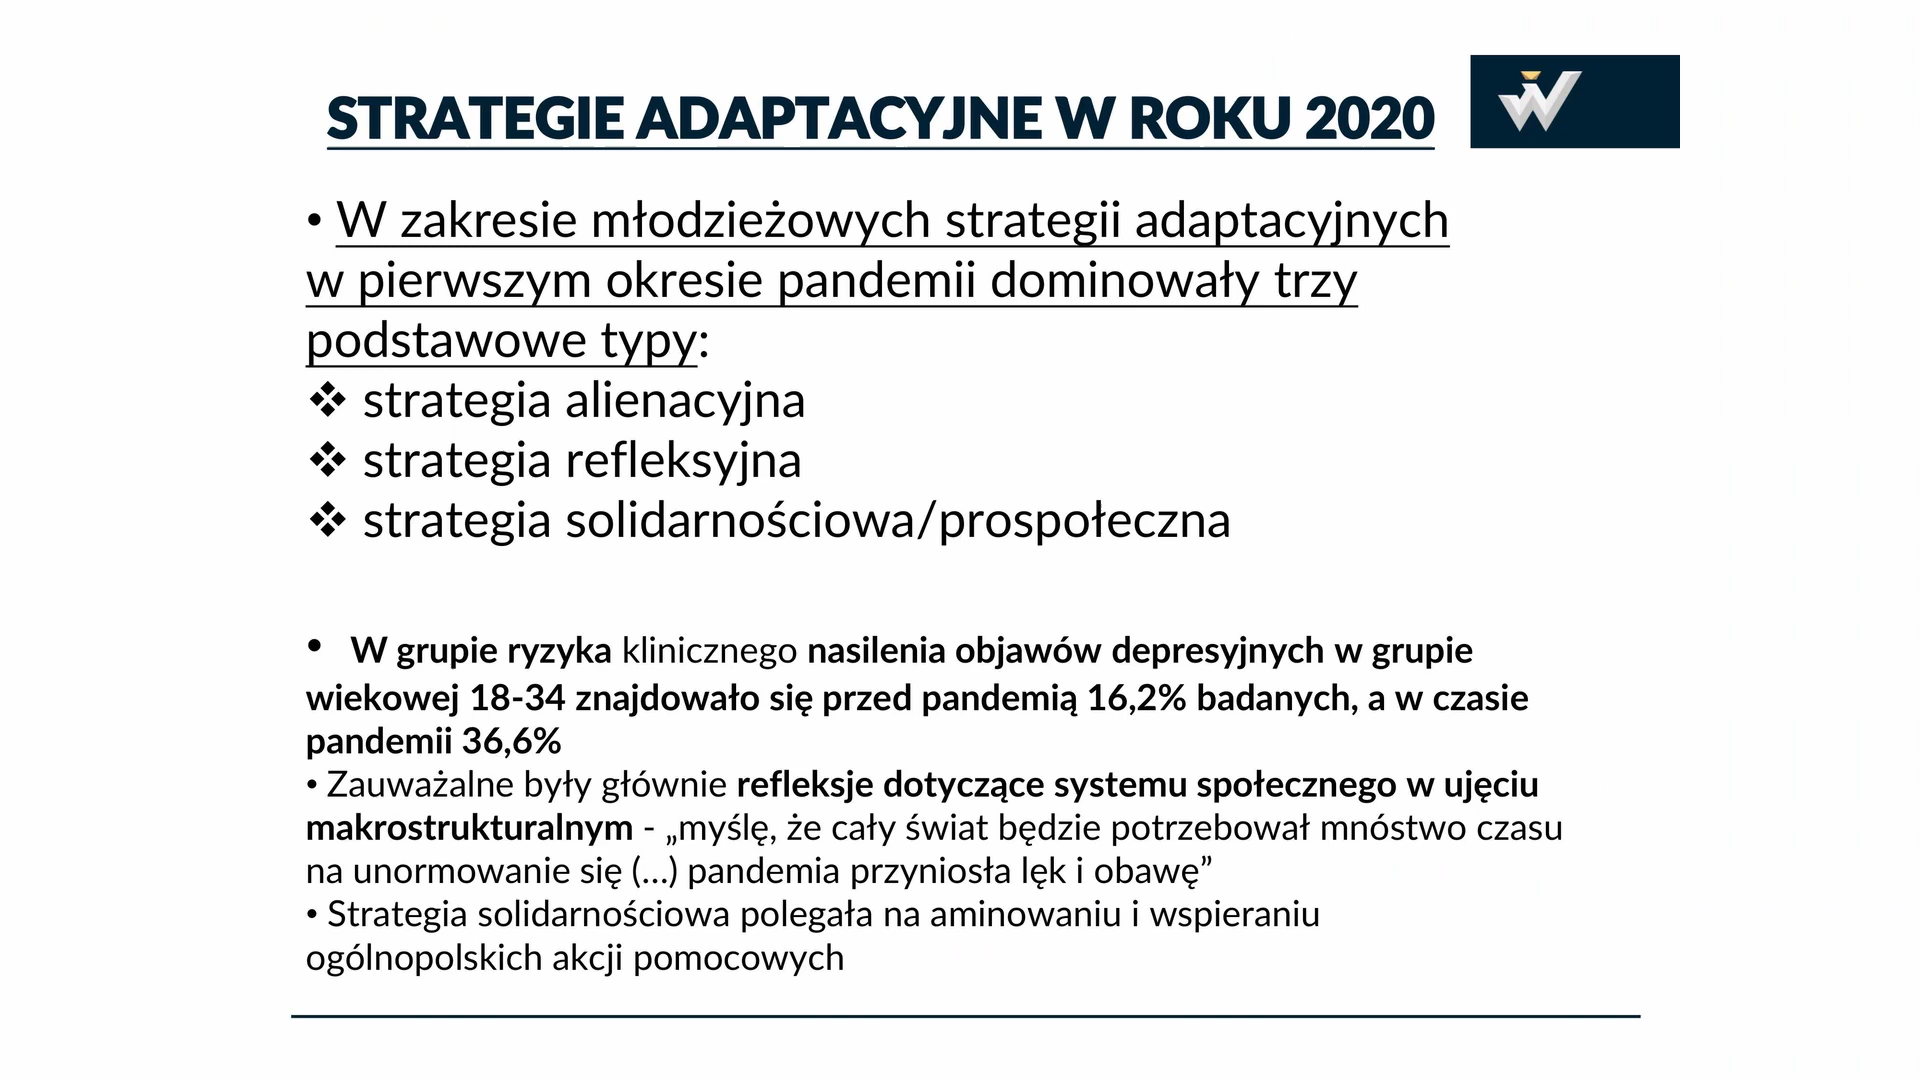 STRATEGIE ADAPTACYJNE W ROKU 2020
• W zakresie młodzieżowych strategii adaptacyjnych
w pierwszym okresie pandemii dominowały trzy
podstawowe typy:
❖ strategia alienacyjna
❖ strategia refleksyjna
❖ strategia solidarnościowa/prospołeczna
• W grupie ryzyka klinicznego nasilenia objawów depresyjnych w grupie
wiekowej 18-34 znajdowało się przed pandemią 16,2% badanych, a w czasie
pandemii 36,6%
• Zauważalne były głównie refleksje dotyczące systemu społecznego w ujęciu
makrostrukturalnym - „myślę, że cały świat będzie potrzebował mnóstwo czasu
na unormowanie się (…) pandemia przyniosła lęk i obawę”
• Strategia solidarnościowa polegała na aminowaniu i wspieraniu
ogólnopolskich akcji pomocowych